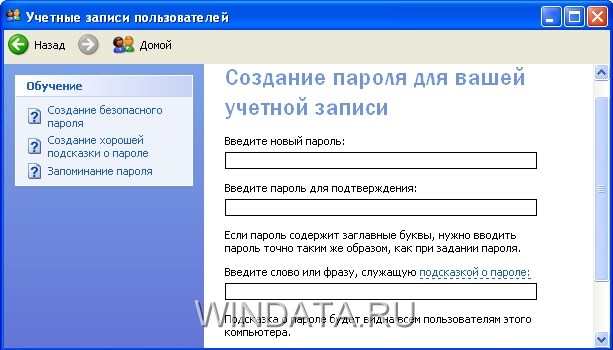 Учетные записи пользователей
Назад
Домой
Обучение
Создание безопасного
пароля
Создание хорошей
подсказки о пароле
Запоминание пароля
Создание пароля для вашей
учетной записи
Введите новый пароль:
Введите пароль для подтверждения:
Если пароль содержит заглавные буквы, нужно вводить
пароль точно таким же образом, как при задании пароля.
Введите слово или фразу, служащую подсказкой о пароле:
Подсказка о пароле будет видна всем пользователям этого
компьютера.
WINDATA.RU